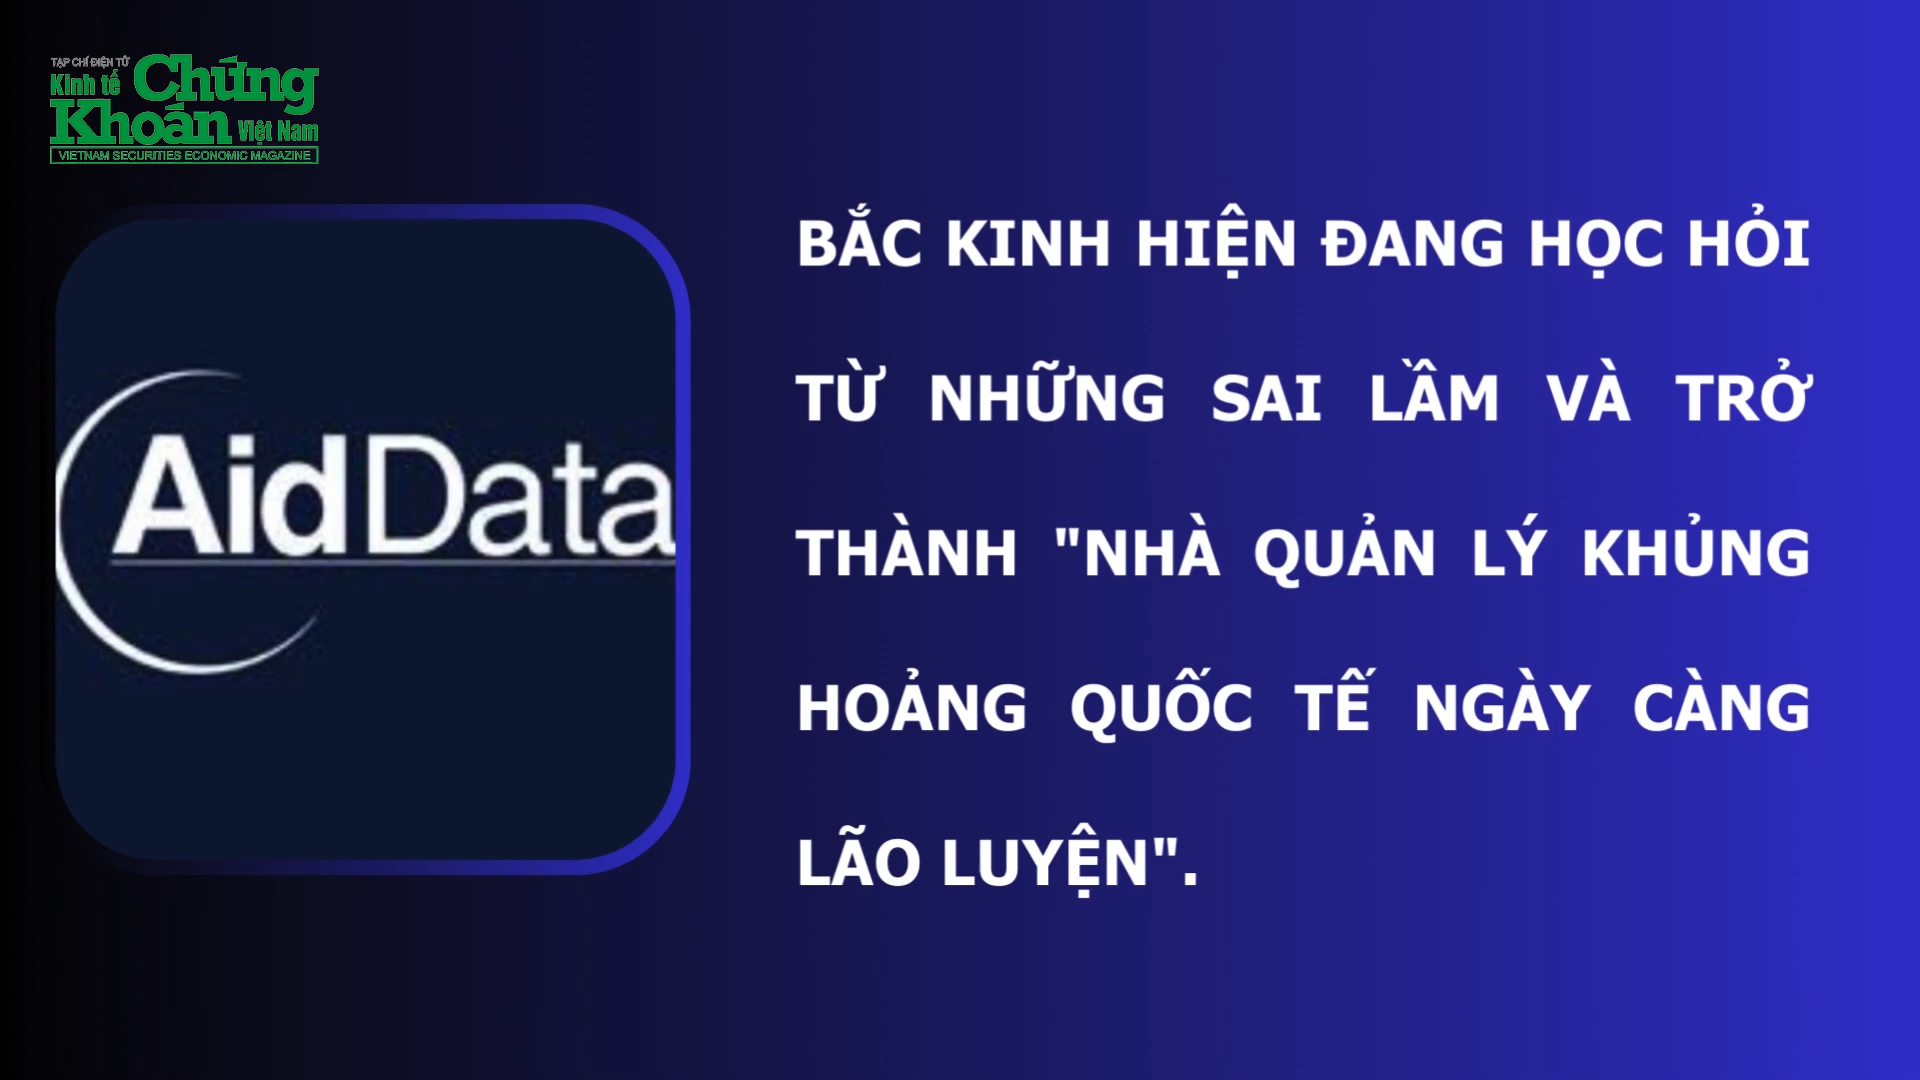 TẠP CHÍ ĐIỆN TỬ
Kinh tế Chứng
Khoán Việt Nam
VIETNAM SECURITIES ECONOMIC MAGAZINE
AidData
BẮC KINH HIỆN ĐANG HỌC HỎI
TỪ NHỮNG SAI LẦM VÀ TRỞ
THÀNH "NHÀ QUẢN LÝ KHỦNG
HOẢNG QUỐC TẾ NGÀY CÀNG
LÃO LUYỆN".